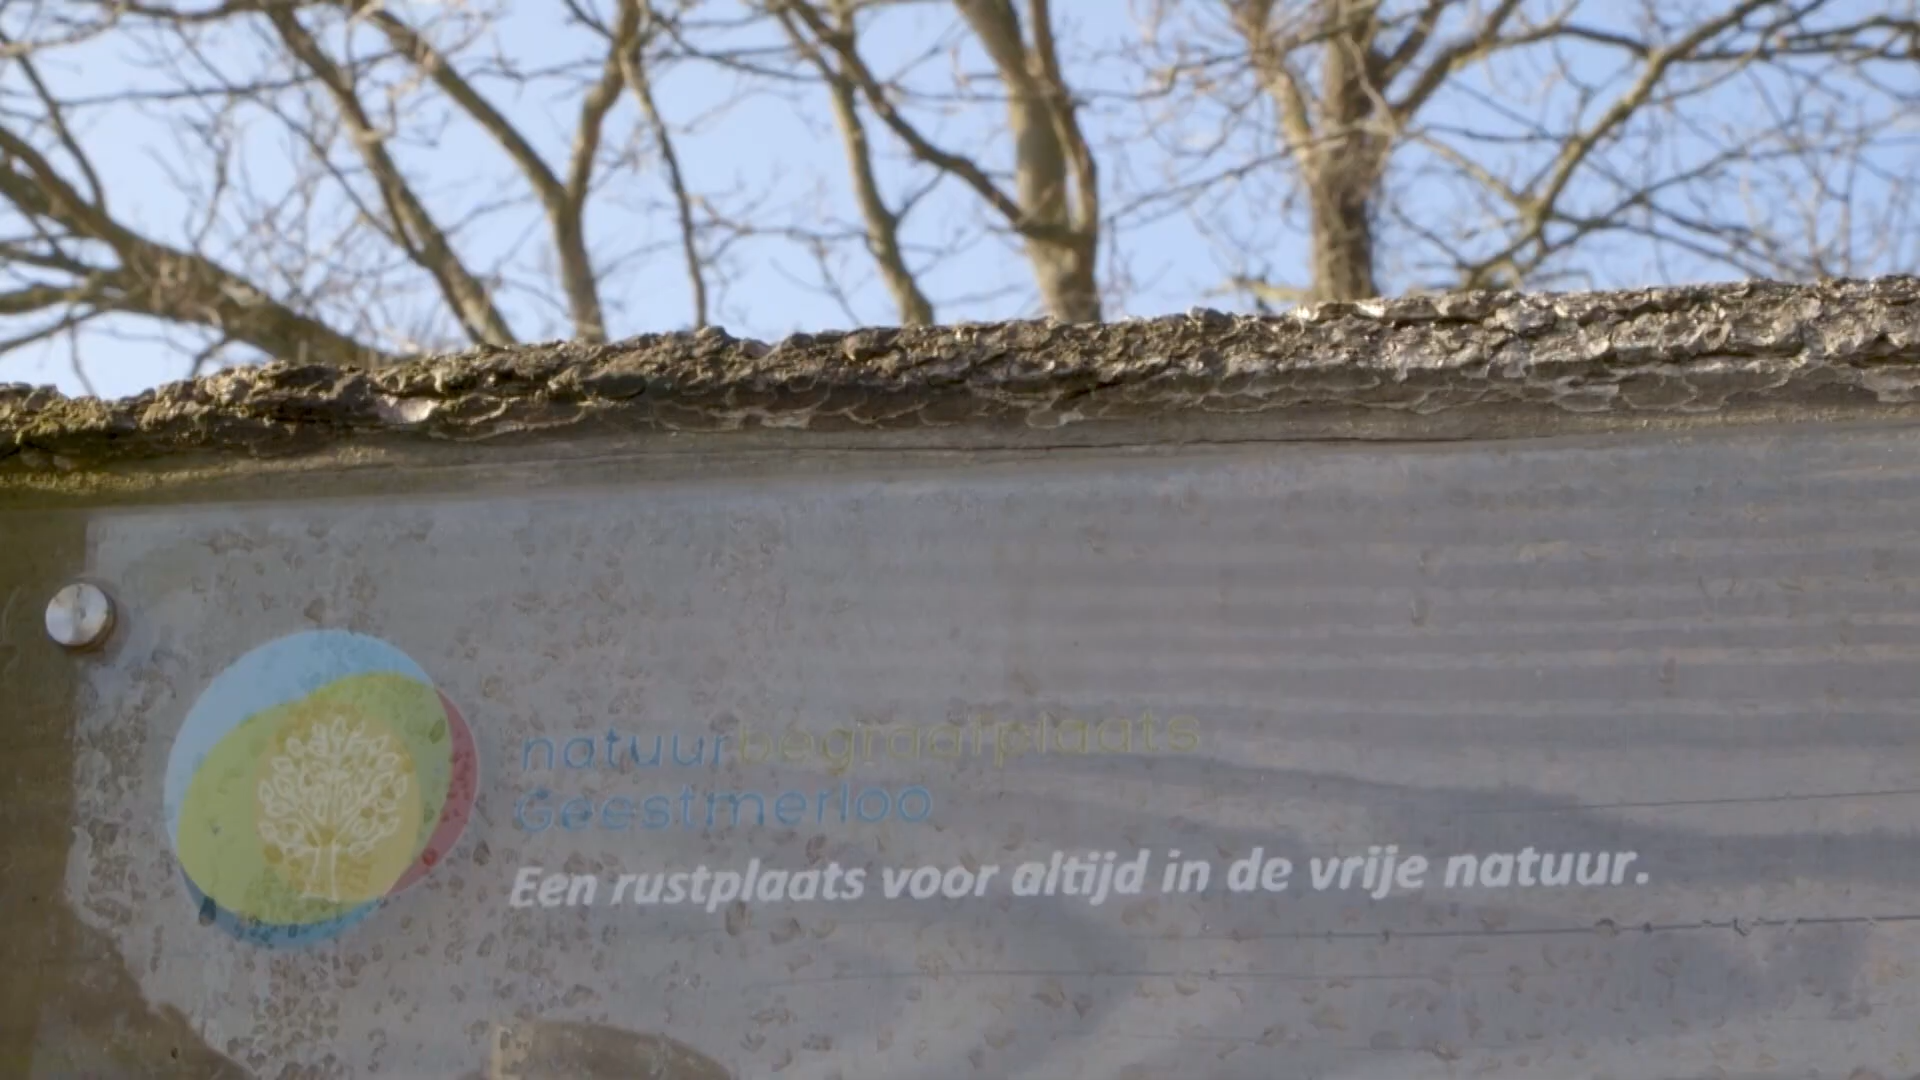 natuurbegraafplaats
Geestmerloo
Een rustplaats voor altijd in de vrije natuur.